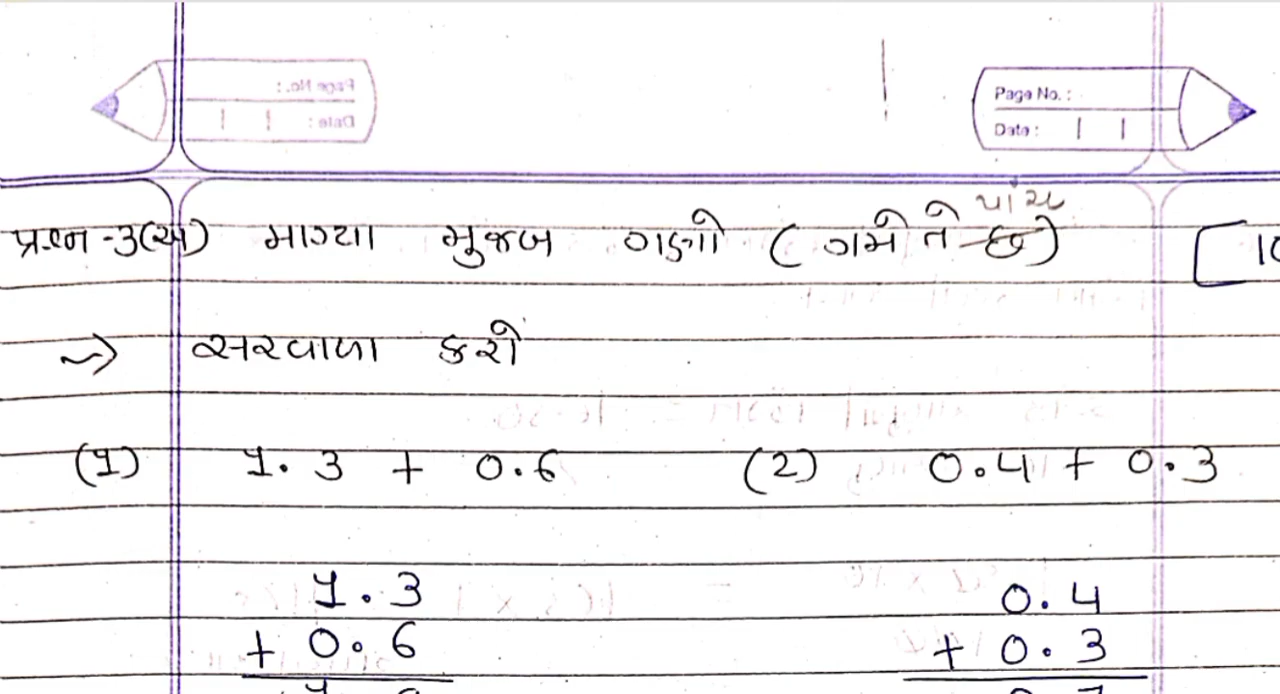 Page No. :
Date :
પાંચ
પ્રશ્ન -૩(અ) માગ્યા મુજબ ગણો ( ગમે તે છ)
→ સરવાળા કરો
(1) 1.3 + 0.6 (2) 0.4 + 0.3
1.3 0.4
+ 0.6 + 0.3